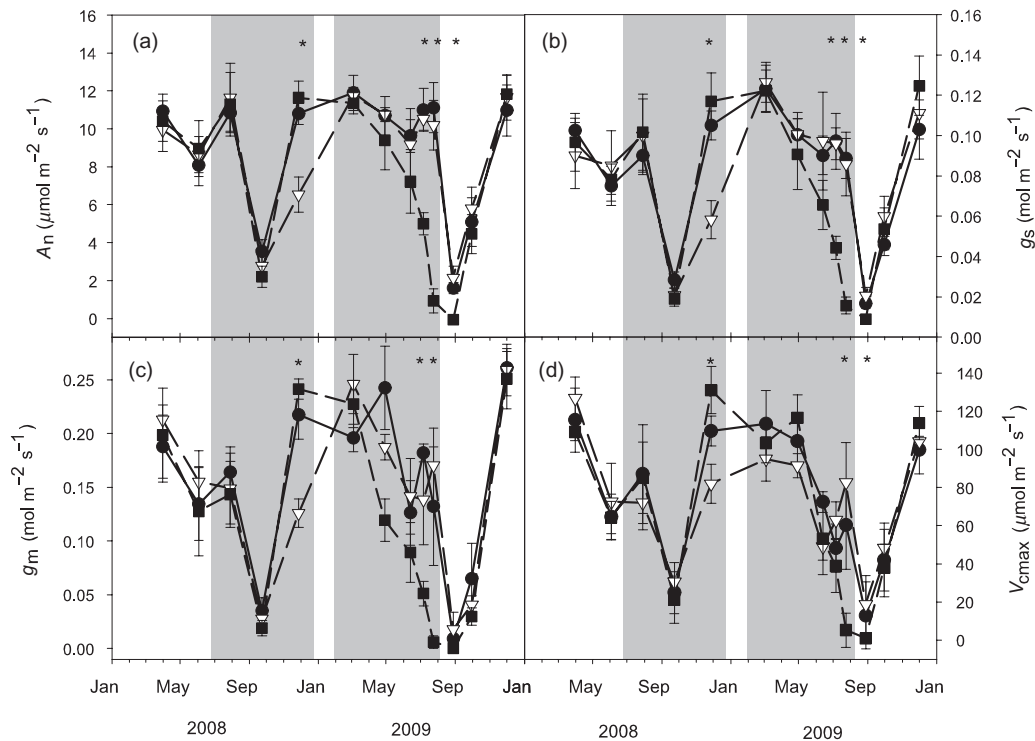 (a)
* * * *
16
14
12
10
8
6
4
2
0
A_n (μmol m⁻² s⁻¹)
(b)
* * * *
0.16
0.14
0.12
0.10
0.08
0.06
0.04
0.02
0.00
g_s (mol m⁻² s⁻¹)
(c)
* * *
0.25
0.20
0.15
0.10
0.05
0.00
g_m (mol m⁻² s⁻¹)
(d)
* * *
140
120
100
80
60
40
20
0
V_cmax (μmol m⁻² s⁻¹)
Jan May Sep Jan May Sep Jan
Jan May Sep Jan May Sep Jan
2008 2009
2008 2009